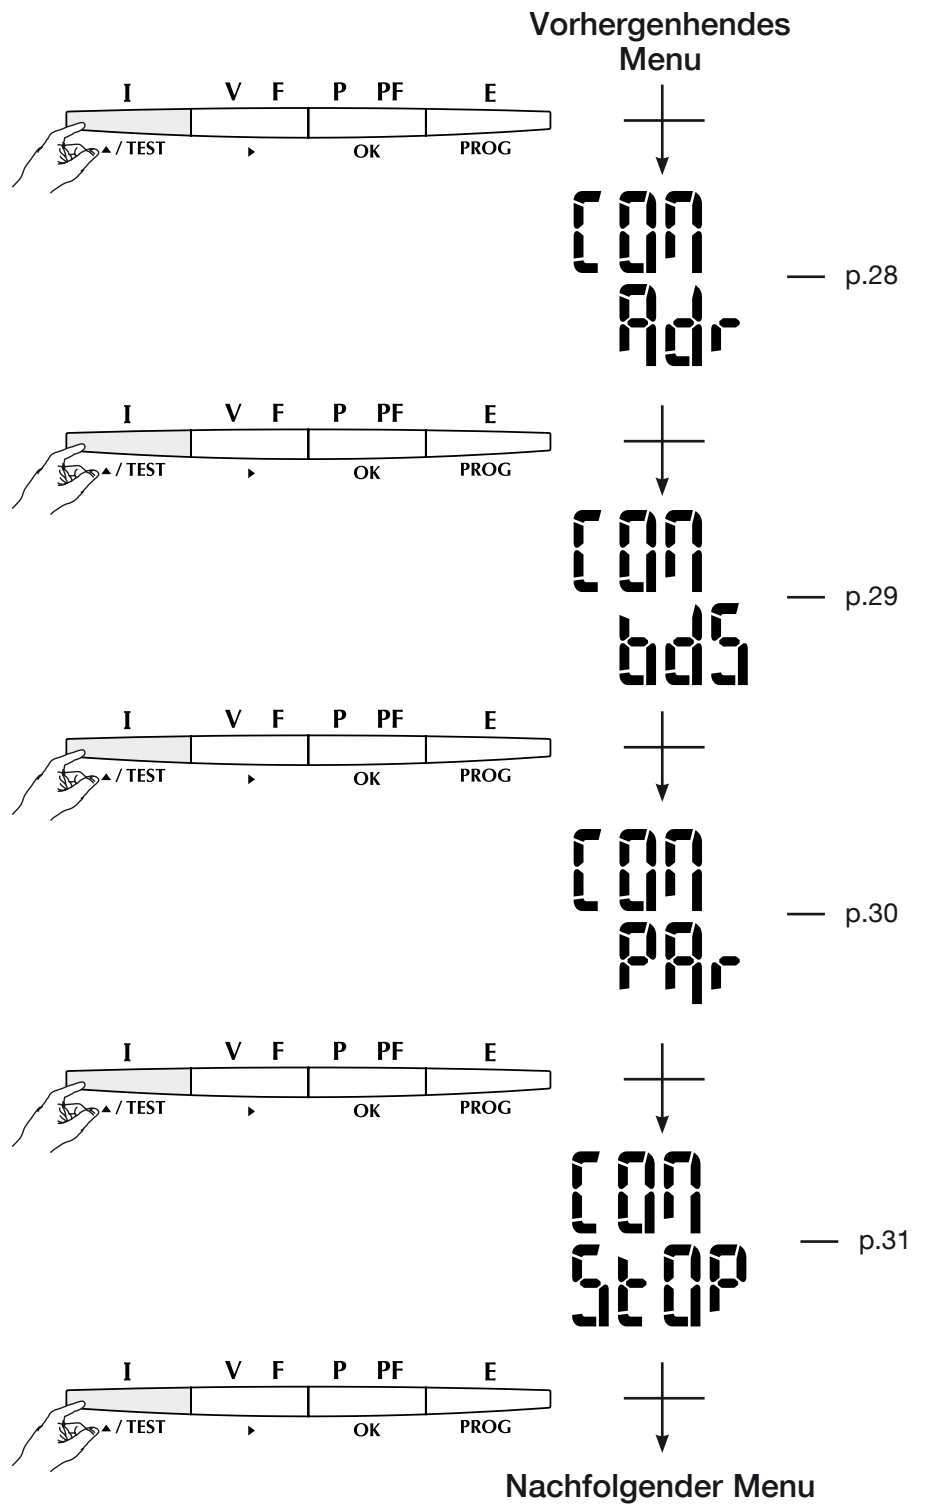 Vorhergenhendes
Menu
I V F P PF E
▲ / TEST ▶ OK PROG
COM
Adr
p.28
I V F P PF E
▲ / TEST ▶ OK PROG
COM
bdS
p.29
I V F P PF E
▲ / TEST ▶ OK PROG
COM
PAr
p.30
I V F P PF E
▲ / TEST ▶ OK PROG
COM
StOP
p.31
I V F P PF E
▲ / TEST ▶ OK PROG
Nachfolgender Menu